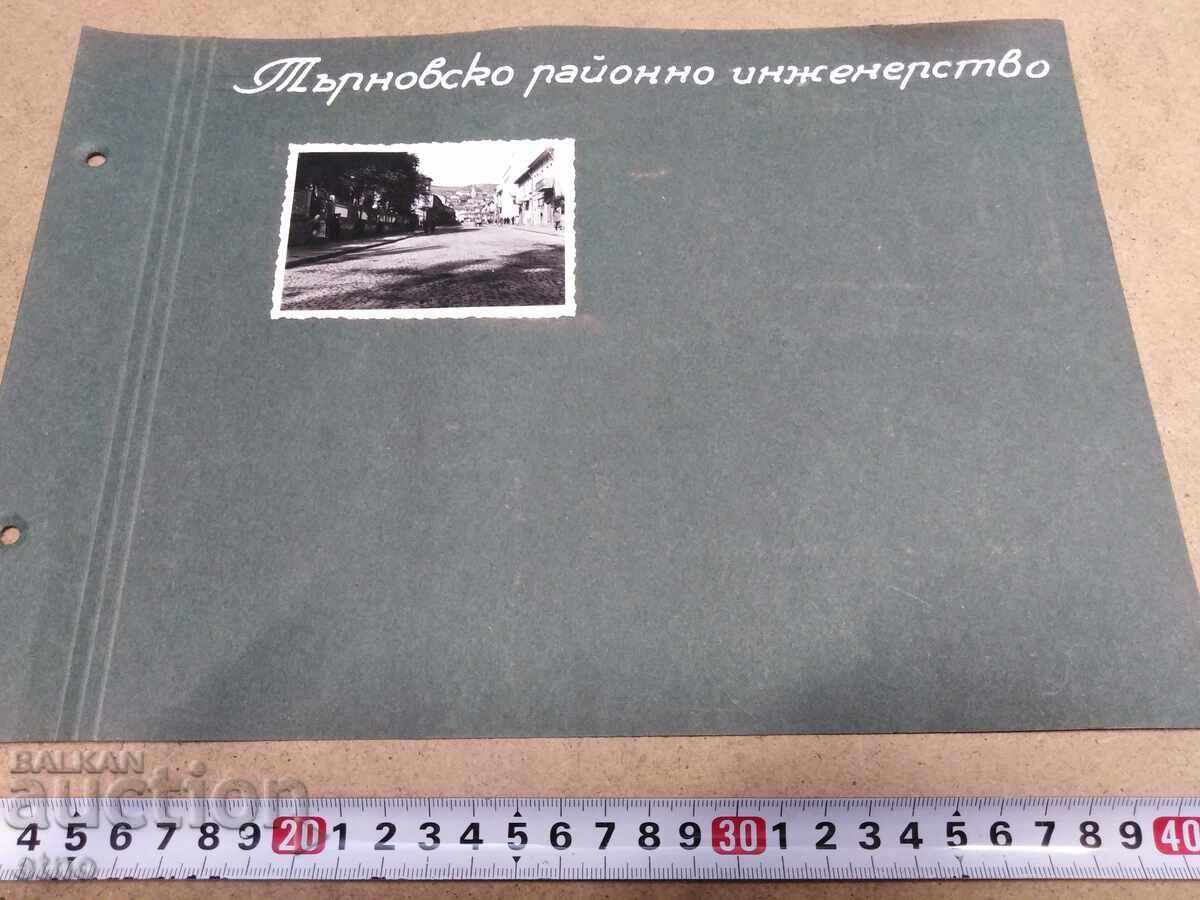 Търновско районно инженерство
BALKAN
auction
etno
4 5 6 7 8 9 20 1 2 3 4 5 6 7 8 9 30 1 2 3 4 5 6 7 8 9 40